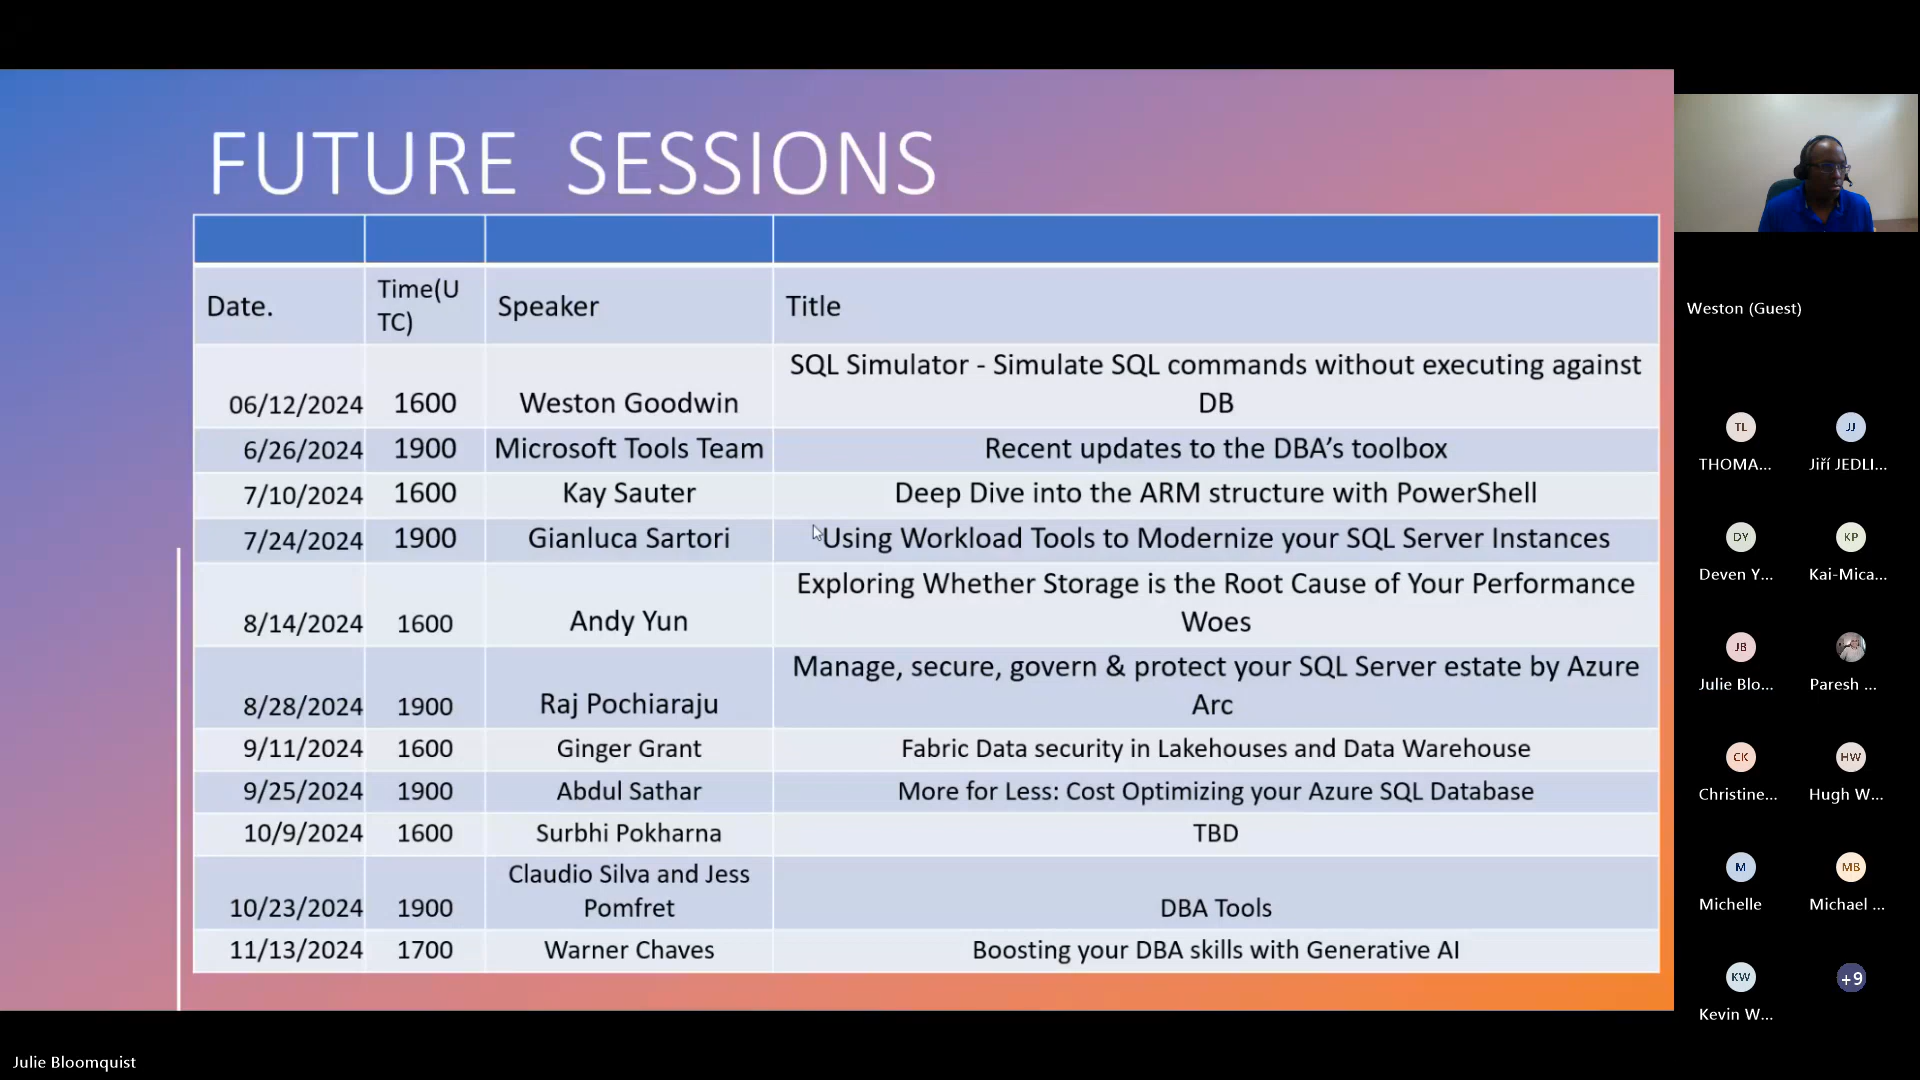 FUTURE SESSIONS
Date.
Time(U
TC)
Speaker
Title
06/12/2024
1600
Weston Goodwin
SQL Simulator - Simulate SQL commands without executing against
DB
6/26/2024
1900
Microsoft Tools Team
Recent updates to the DBA’s toolbox
7/10/2024
1600
Kay Sauter
Deep Dive into the ARM structure with PowerShell
7/24/2024
1900
Gianluca Sartori
Using Workload Tools to Modernize your SQL Server Instances
8/14/2024
1600
Andy Yun
Exploring Whether Storage is the Root Cause of Your Performance
Woes
8/28/2024
1900
Raj Pochiaraju
Manage, secure, govern & protect your SQL Server estate by Azure
Arc
9/11/2024
1600
Ginger Grant
Fabric Data security in Lakehouses and Data Warehouse
9/25/2024
1900
Abdul Sathar
More for Less: Cost Optimizing your Azure SQL Database
10/9/2024
1600
Surbhi Pokharna
TBD
10/23/2024
1900
Claudio Silva and Jess
Pomfret
DBA Tools
11/13/2024
1700
Warner Chaves
Boosting your DBA skills with Generative AI
Weston (Guest)
TL
THOMA...
JJ
Jiří JEDLI...
DY
Deven Y...
KP
Kai-Mica...
JB
Julie Blo...
Paresh ...
CK
Christine...
HW
Hugh W...
M
Michelle
MB
Michael ...
KW
Kevin W...
+9
Julie Bloomquist